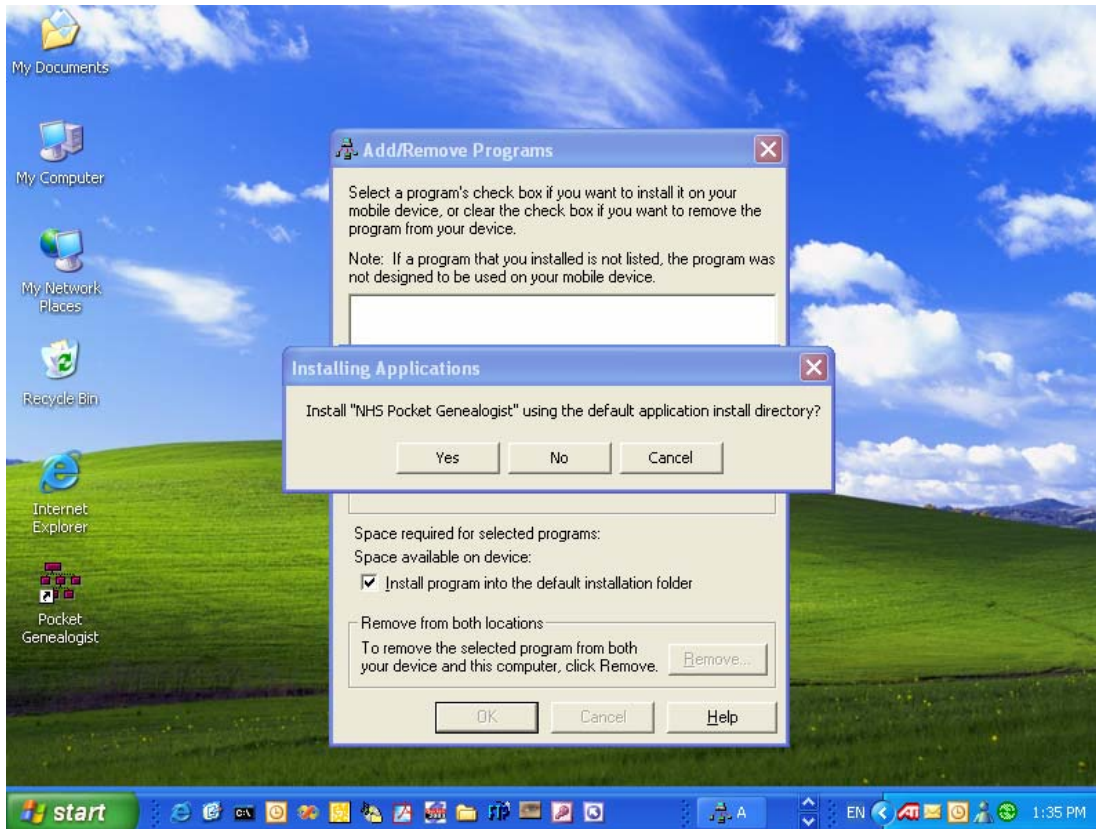 My Documents
My Computer
My Network
Places
Recycle Bin
Internet
Explorer
Pocket
Genealogist
Add/Remove Programs
Select a program's check box if you want to install it on your
mobile device, or clear the check box if you want to remove the
program from your device.
Note: If a program that you installed is not listed, the program was
not designed to be used on your mobile device.
Installing Applications
Install "NHS Pocket Genealogist" using the default application install directory?
Yes
No
Cancel
Space required for selected programs:
Space available on device:
Install program into the default installation folder
Remove from both locations
To remove the selected program from both
your device and this computer, click Remove.
Remove...
OK
Cancel
Help
start
A
EN
1:35 PM